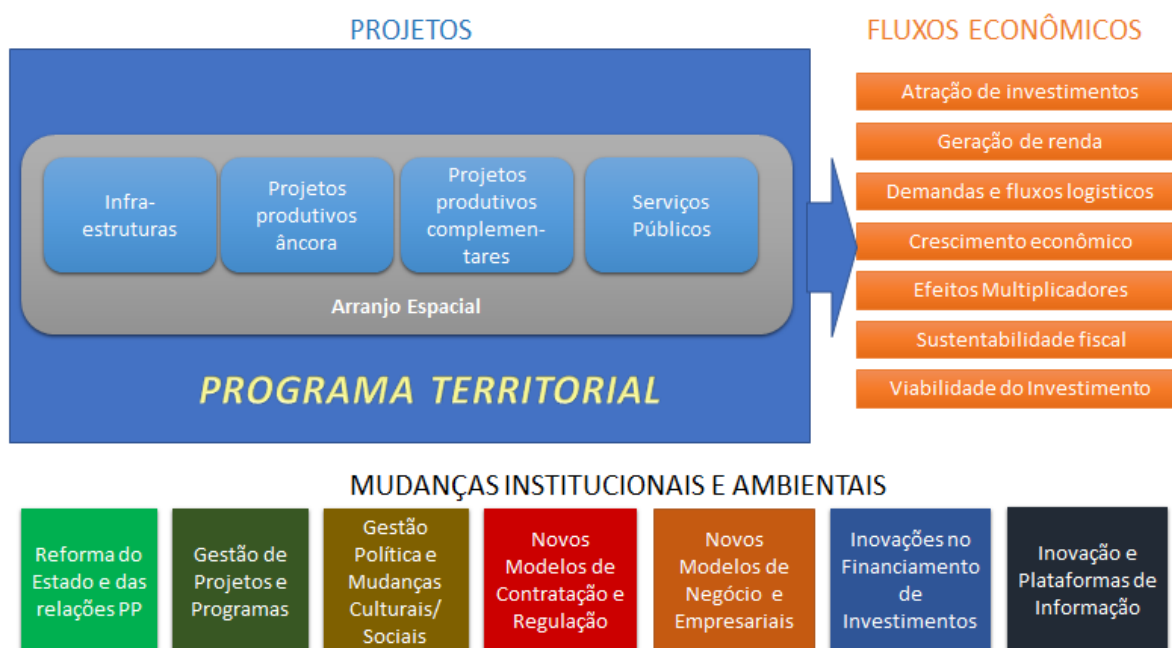 PROJETOS
Infra-
estruturas
Projetos
produtivos
âncora
Projetos
produtivos
complemen-
tares
Serviços
Públicos
Arranjo Espacial
PROGRAMA TERRITORIAL
FLUXOS ECONÔMICOS
Atração de investimentos
Geração de renda
Demandas e fluxos logisticos
Crescimento econômico
Efeitos Multiplicadores
Sustentabilidade fiscal
Viabilidade do Investimento
MUDANÇAS INSTITUCIONAIS E AMBIENTAIS
Reforma do
Estado e das
relações PP
Gestão de
Projetos e
Programas
Gestão
Política e
Mudanças
Culturais/
Sociais
Novos
Modelos de
Contratação e
Regulação
Novos
Modelos de
Negócio e
Empresariais
Inovações no
Financiamento
de
Investimentos
Inovação e
Plataformas de
Informação